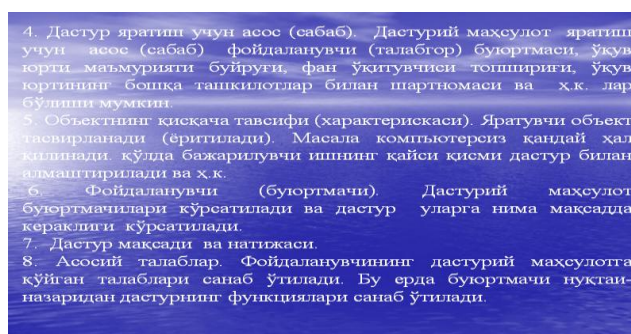 4. Дастур яратиш учун асос (сабаб). Дастурий маҳсулот яратиш
учун асос (сабаб) фойдаланувчи (талабгор) буюртмаси, ўқув
юрти маъмурияти буйруғи, фан ўқитувчиси топшириғи, ўқув
юртининг бошқа ташкилотлар билан шартномаси ва ҳ.к. лар
бўлиши мумкин.
5. Объектнинг қисқача тавсифи (характерискаси). Яратувчи объект
тасвирланади (ёритилади). Масала компьютерсиз қандай ҳал
қилинади. қўлда бажарилувчи ишнинг қайси қисми дастур билан
алмаштирилади ва ҳ.к.
6. Фойдаланувчи (буюртмачи). Дастурий маҳсулот
буюртмачилари кўрсатилади ва дастур уларга нима мақсадда
кераклиги кўрсатилади.
7. Дастур мақсади ва натижаси.
8. Асосий талаблар. Фойдаланувчининг дастурий маҳсулотга
қўйган талаблари санаб ўтилади. Бу ерда буюртмачи нуқтаи-
назаридан дастурнинг функциялари санаб ўтилади.